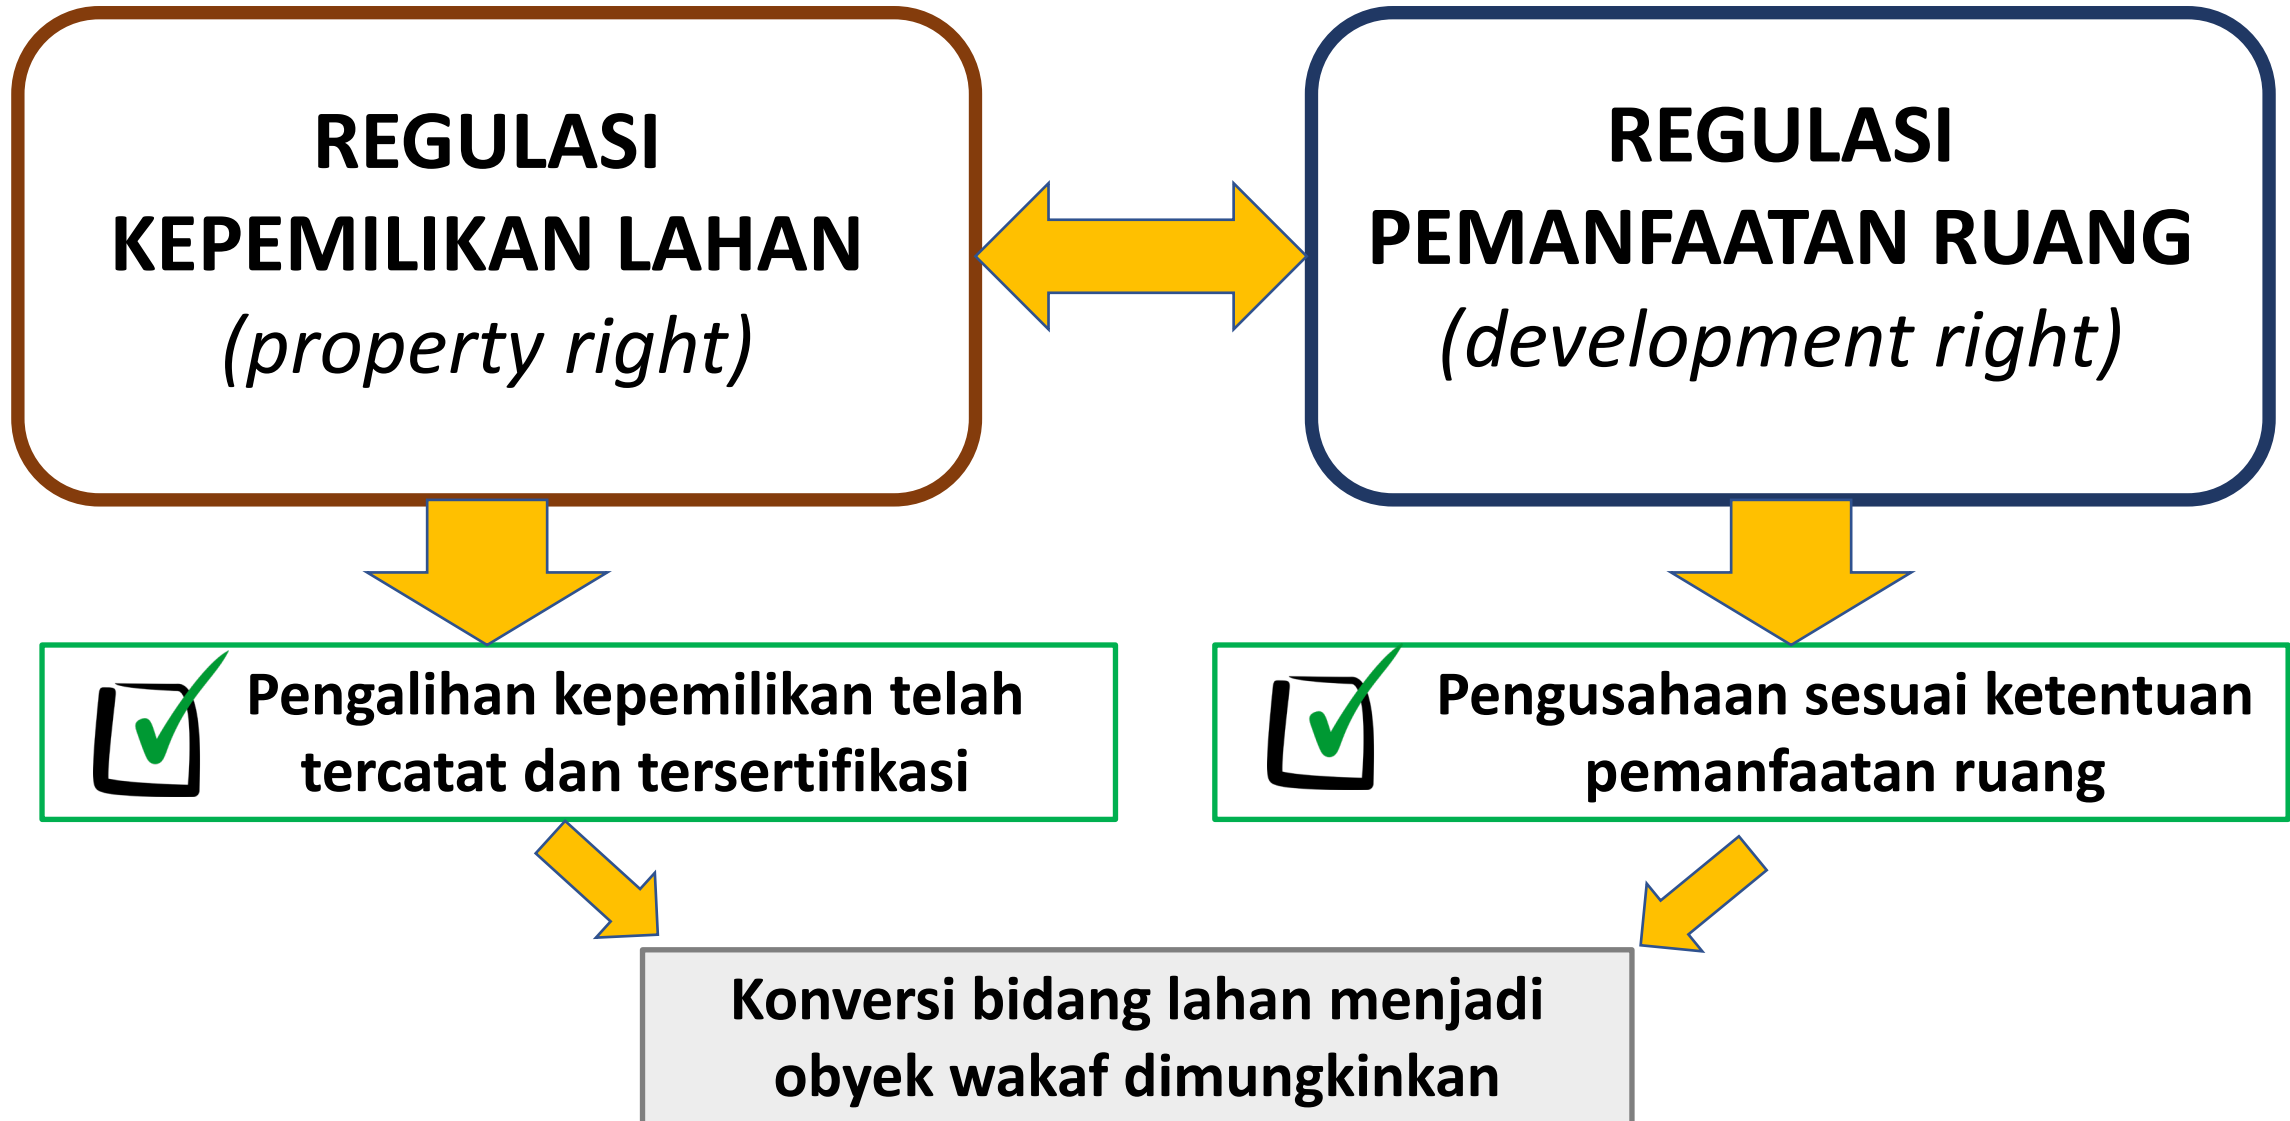 REGULASI
KEPEMILIKAN LAHAN
(property right)
REGULASI
PEMANFAATAN RUANG
(development right)
Pengalihan kepemilikan telah
tercatat dan tersertifikasi
Pengusahaan sesuai ketentuan
pemanfaatan ruang
Konversi bidang lahan menjadi
obyek wakaf dimungkinkan